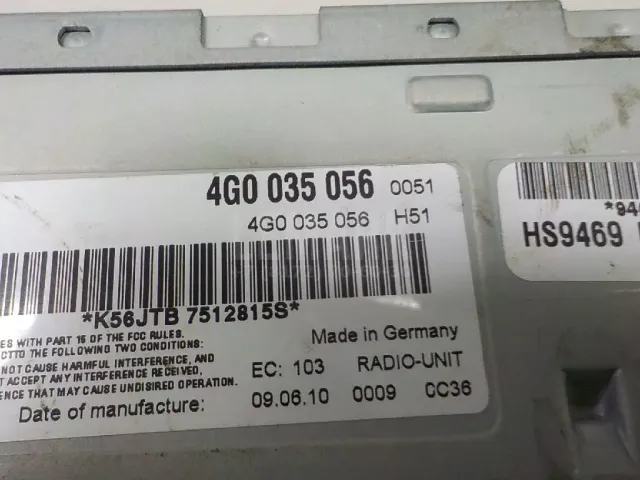 4G0 035 056 0051
4G0 035 056 H51
*94
HS9469
*K56JTB 7512815S*
ES WITH PART 15 OF THE FCC RULES.
CT TO THE FOLLOWING TWO CONDITIONS:
NOT CAUSE HARMFUL INTERFERENCE, AND
T ACCEPT ANY INTERFERENCE RECEIVED,
ENCE THAT MAY CAUSE UNDISIRED OPERATION.
Made in Germany
EC: 103 RADIO-UNIT
Date of manufacture: 09.06.10 0009 CC36